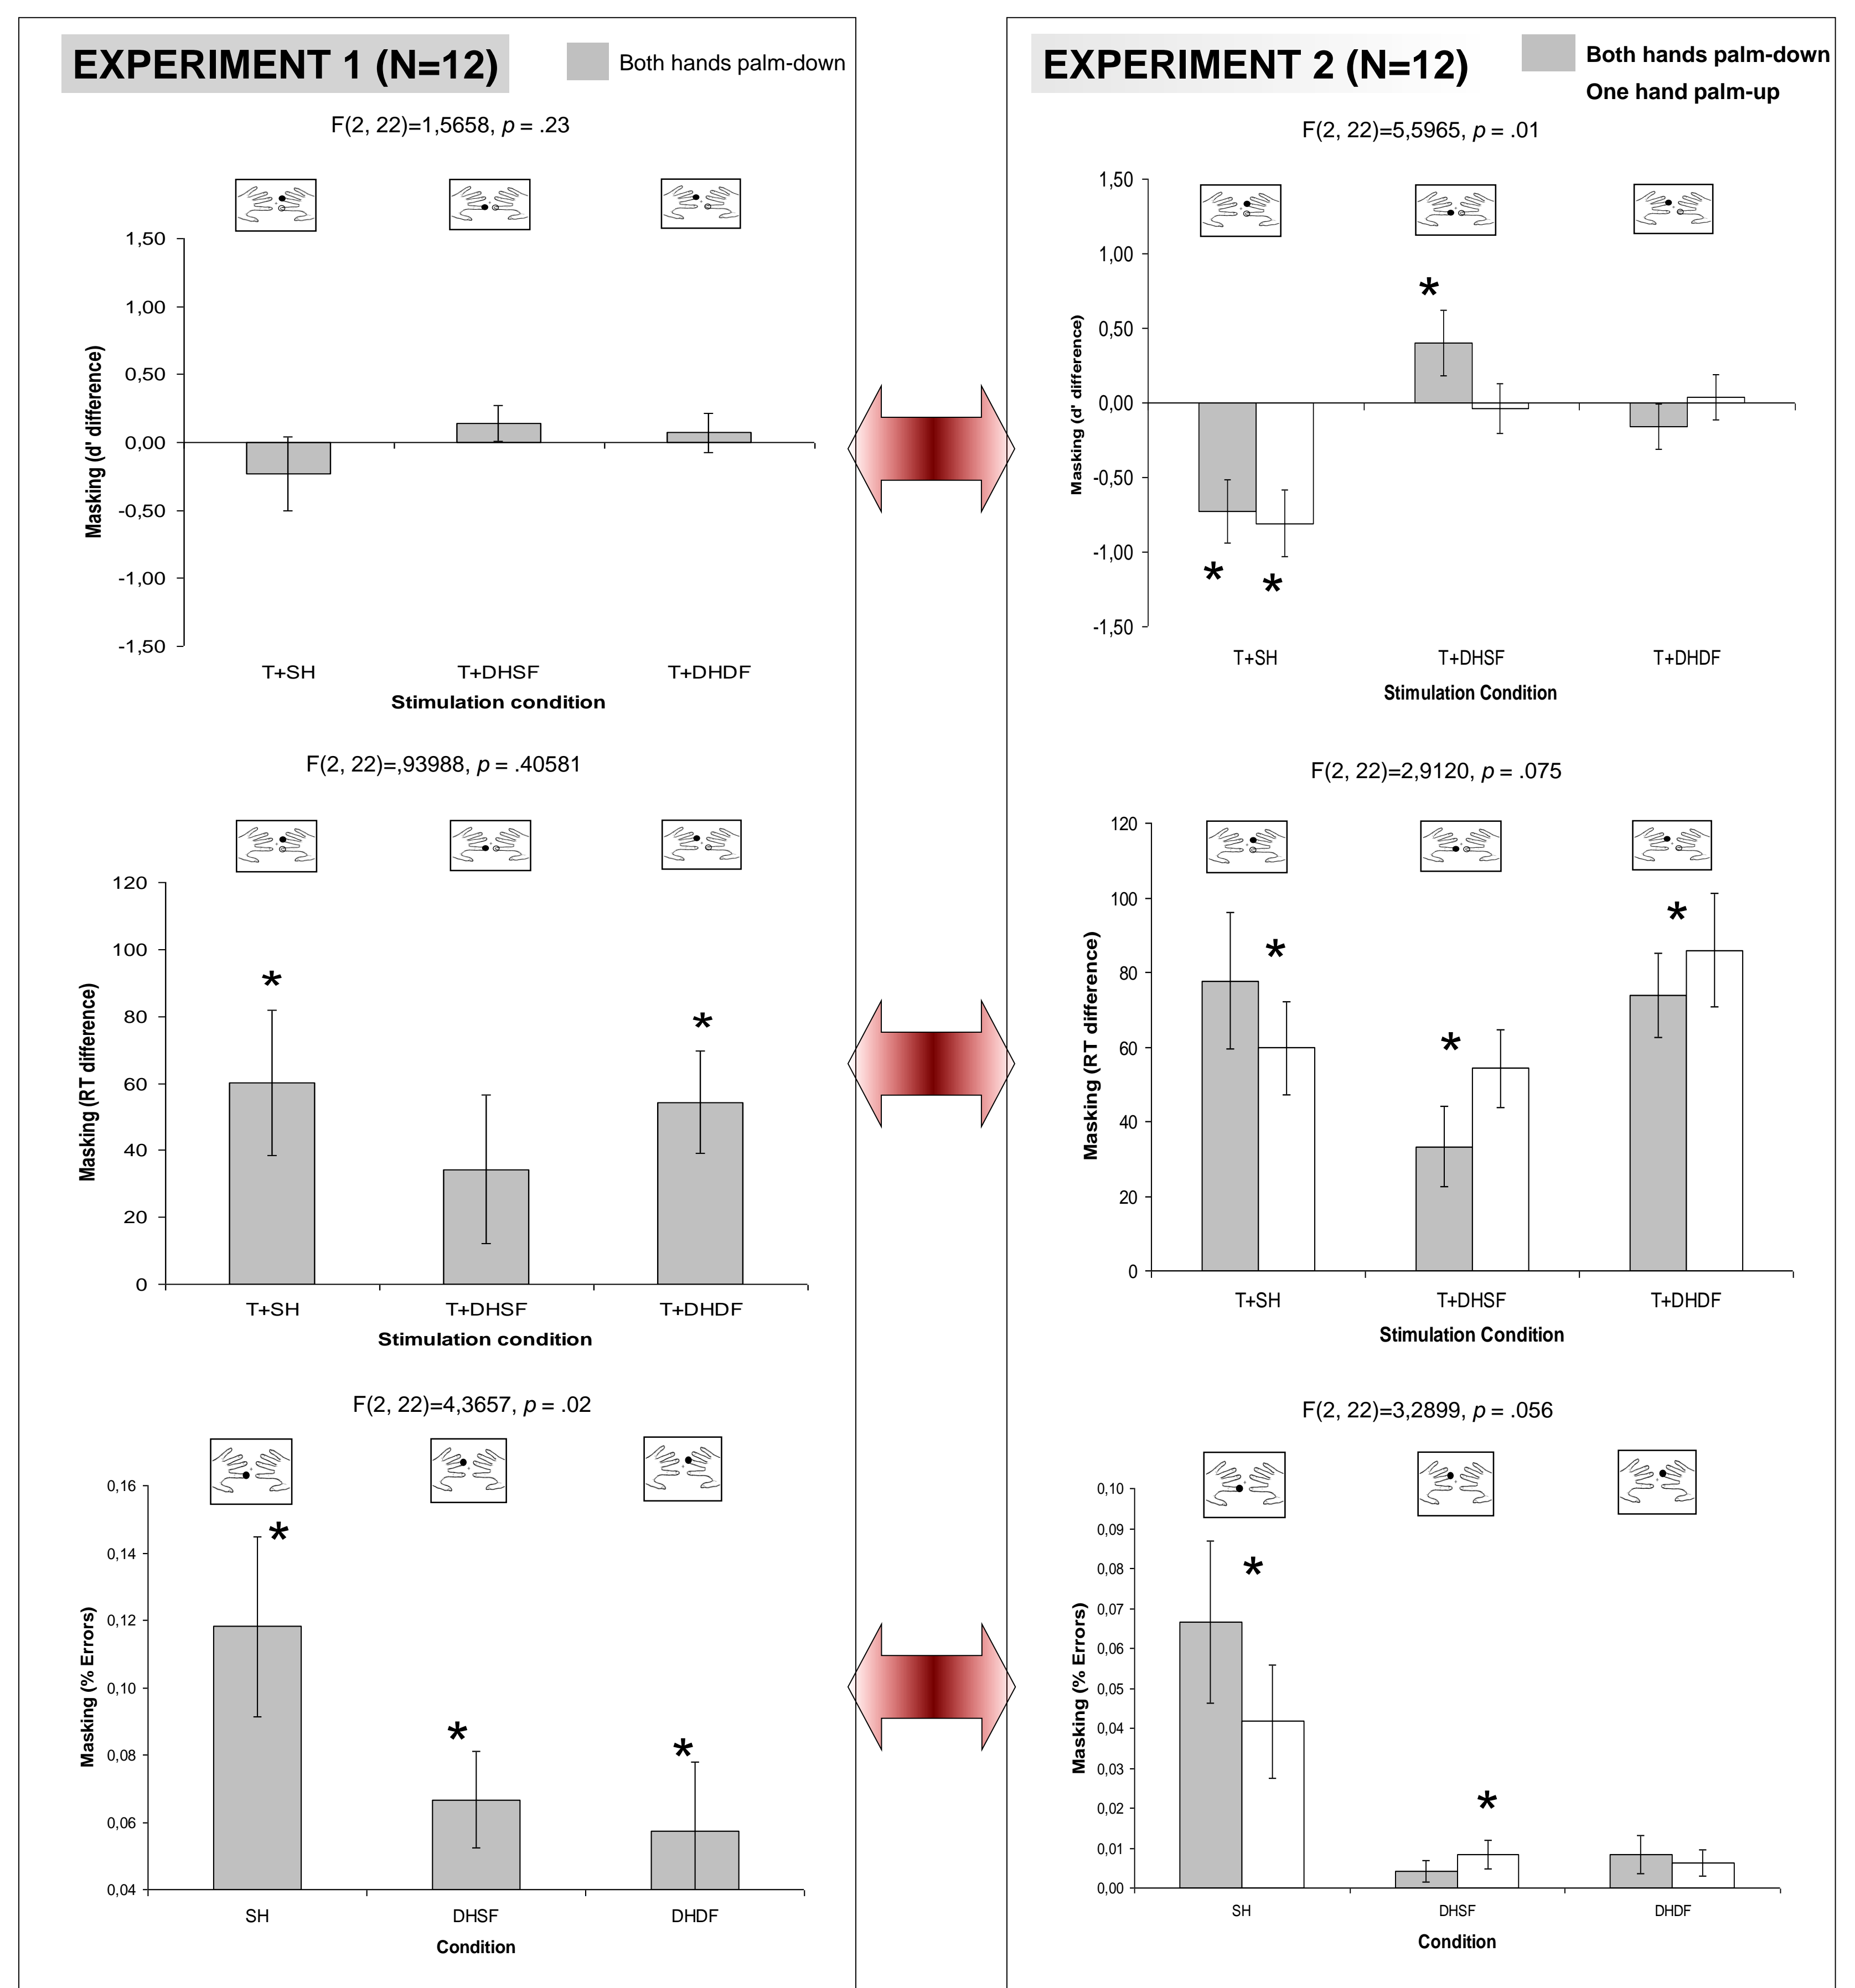 EXPERIMENT 1 (N=12)
Both hands palm-down
F(2, 22)=1,5658, p = .23
1,50
1,00
0,50
0,00
-0,50
-1,00
-1,50
Masking (d' difference)
T+SH T+DHSF T+DHDF
Stimulation condition
F(2, 22)=,93988, p = .40581
120
100
80
60
40
20
0
Masking (RT difference)
* *
T+SH T+DHSF T+DHDF
Stimulation condition
F(2, 22)=4,3657, p = .02
0,16
0,14
0,12
0,10
0,08
0,06
0,04
Masking (% Errors)
* * *
SH DHSF DHDF
Condition
EXPERIMENT 2 (N=12)
Both hands palm-down
One hand palm-up
F(2, 22)=5,5965, p = .01
1,50
1,00
0,50
0,00
-0,50
-1,00
-1,50
Masking (d' difference)
* * *
T+SH T+DHSF T+DHDF
Stimulation Condition
F(2, 22)=2,9120, p = .075
120
100
80
60
40
20
0
Masking (RT difference)
* * *
T+SH T+DHSF T+DHDF
Stimulation Condition
F(2, 22)=3,2899, p = .056
0,10
0,09
0,08
0,07
0,06
0,05
0,04
0,03
0,02
0,01
0,00
Masking (% Errors)
* *
SH DHSF DHDF
Condition